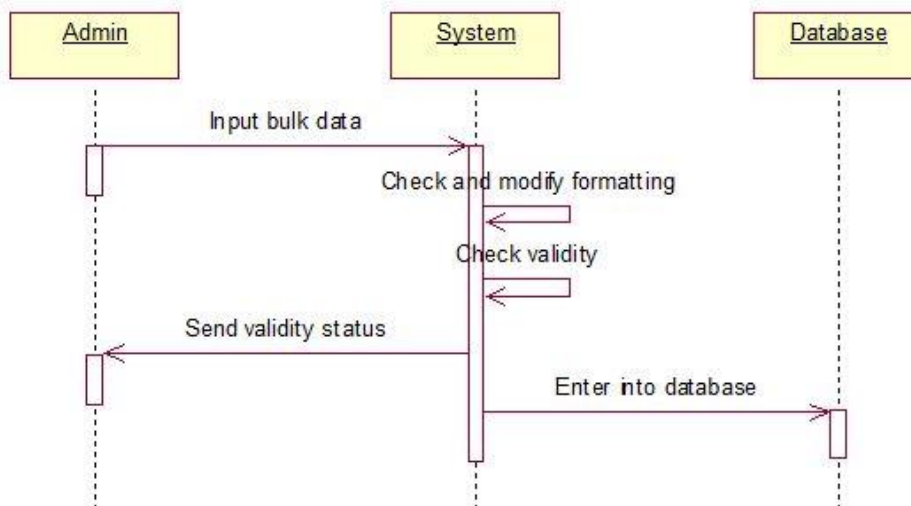 Admin
System
Database
Input bulk data
Check and modify formatting
Check validity
Send validity status
Enter into database